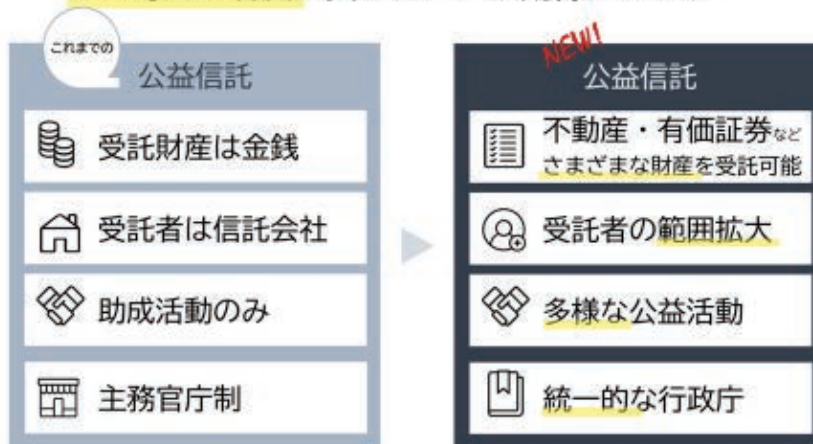 これまでの
公益信託
受託財産は金銭
受託者は信託会社
助成活動のみ
主務官庁制
NEW!
公益信託
不動産・有価証券など
さまざまな財産を受託可能
受託者の範囲拡大
多様な公益活動
統一的な行政庁